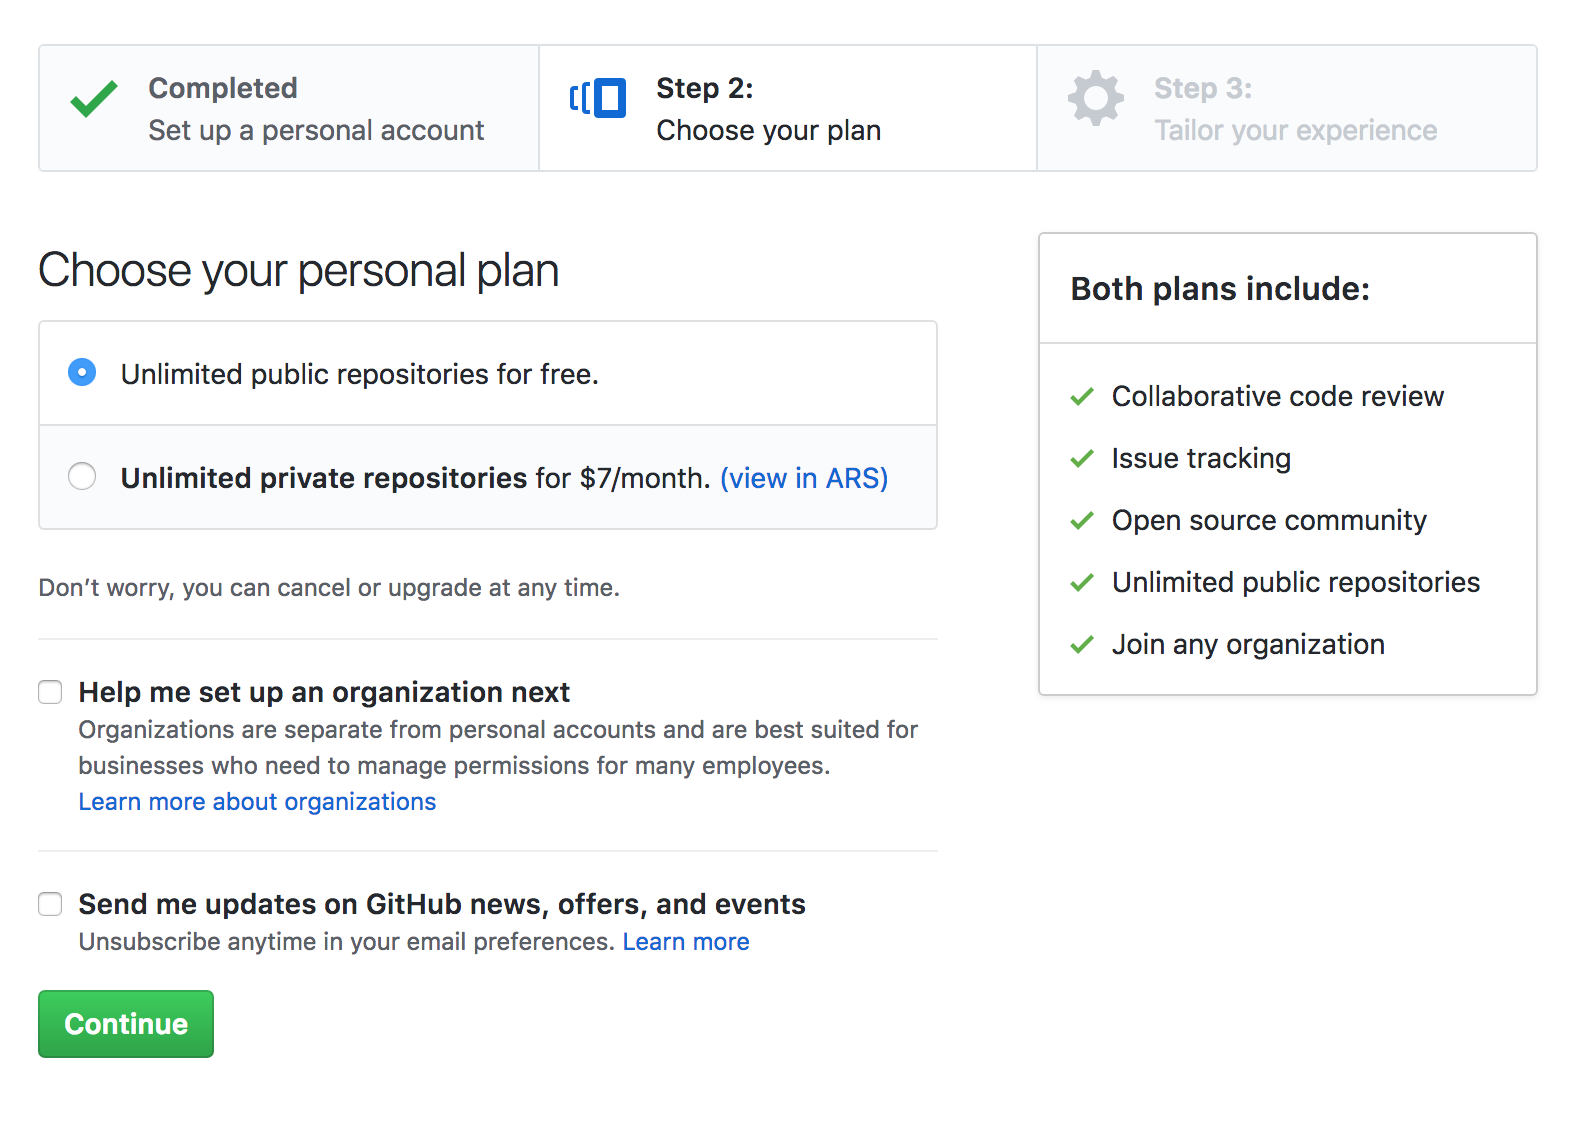 Completed
Set up a personal account
Step 2:
Choose your plan
Step 3:
Tailor your experience
Choose your personal plan
Unlimited public repositories for free.
Unlimited private repositories for $7/month. (view in ARS)
Don’t worry, you can cancel or upgrade at any time.
Help me set up an organization next
Organizations are separate from personal accounts and are best suited for
businesses who need to manage permissions for many employees.
Learn more about organizations
Send me updates on GitHub news, offers, and events
Unsubscribe anytime in your email preferences. Learn more
Continue
Both plans include:
Collaborative code review
Issue tracking
Open source community
Unlimited public repositories
Join any organization